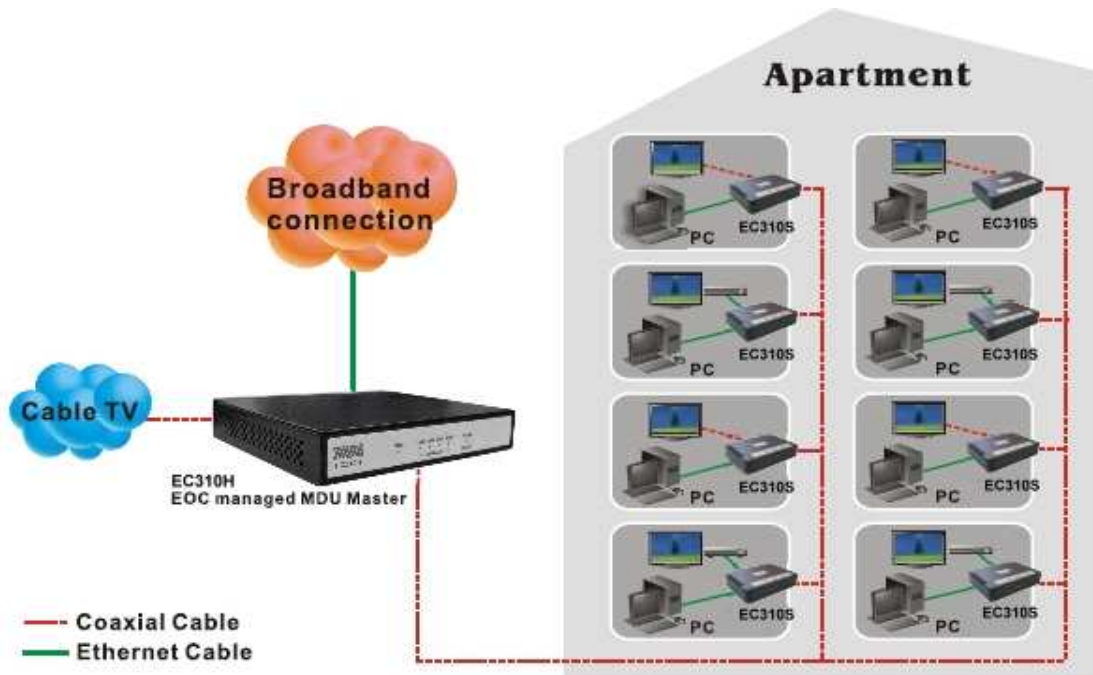 Apartment
Broadband
connection
Cable TV
EC310H
EOC managed MDU Master
PC
EC310S
PC
EC310S
PC
EC310S
PC
EC310S
PC
EC310S
PC
EC310S
PC
EC310S
PC
EC310S
Coaxial Cable
Ethernet Cable